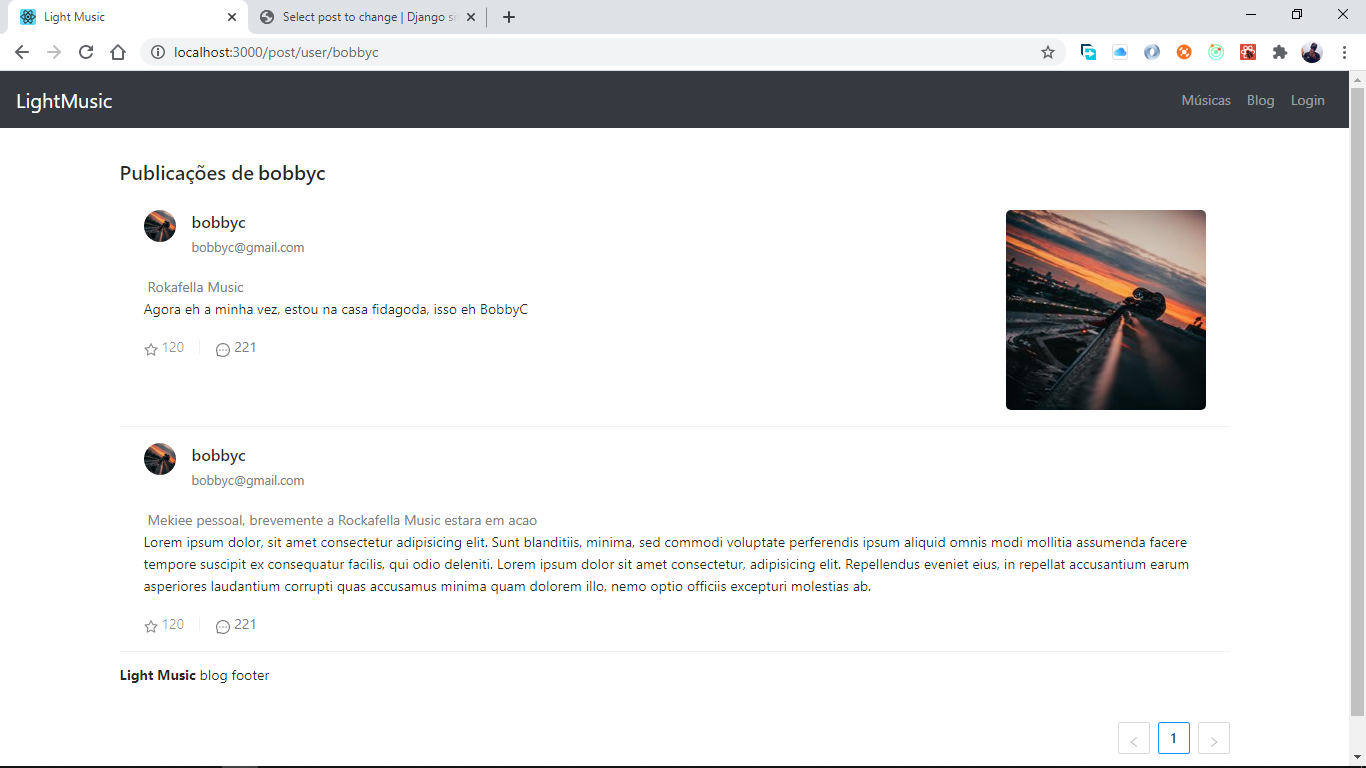 Light Music
Select post to change | Django si
localhost:3000/post/user/bobbyc
LightMusic
Músicas Blog Login
Publicações de bobbyc
bobbyc
bobbyc@gmail.com
Rokafella Music
Agora eh a minha vez, estou na casa fidagoda, isso eh BobbyC
120 221
bobbyc
bobbyc@gmail.com
Mekiee pessoal, brevemente a Rockafella Music estara em acao
Lorem ipsum dolor, sit amet consectetur adipisicing elit. Sunt blanditiis, minima, sed commodi voluptate perferendis ipsum aliquid omnis modi mollitia assumenda facere
tempore suscipit ex consequatur facilis, qui odio deleniti. Lorem ipsum dolor sit amet consectetur, adipisicing elit. Repellendus eveniet eius, in repellat accusantium earum
asperiores laudantium corrupti quas accusamus minima quam dolorem illo, nemo optio officiis excepturi molestias ab.
120 221
Light Music blog footer
< 1 >